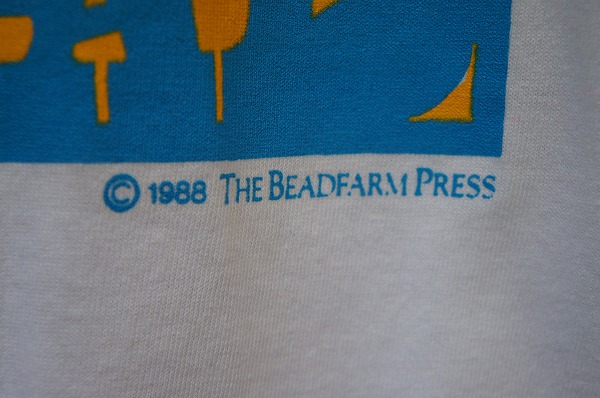 © 1988 THE BEADFARM PRESS